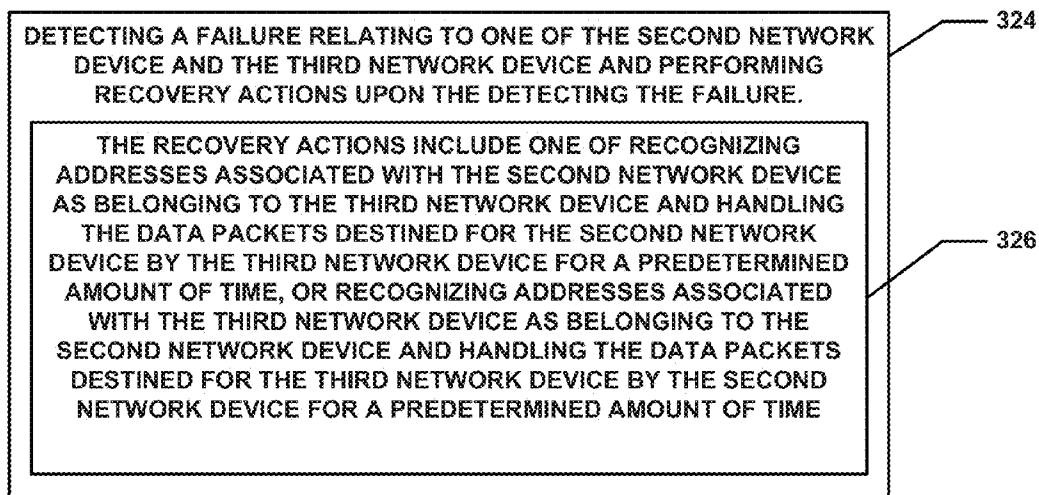 DETECTING A FAILURE RELATING TO ONE OF THE SECOND NETWORK
DEVICE AND THE THIRD NETWORK DEVICE AND PERFORMING
RECOVERY ACTIONS UPON THE DETECTING THE FAILURE.
324
THE RECOVERY ACTIONS INCLUDE ONE OF RECOGNIZING
ADDRESSES ASSOCIATED WITH THE SECOND NETWORK DEVICE
AS BELONGING TO THE THIRD NETWORK DEVICE AND HANDLING
THE DATA PACKETS DESTINED FOR THE SECOND NETWORK
DEVICE BY THE THIRD NETWORK DEVICE FOR A PREDETERMINED
AMOUNT OF TIME, OR RECOGNIZING ADDRESSES ASSOCIATED
WITH THE THIRD NETWORK DEVICE AS BELONGING TO THE
SECOND NETWORK DEVICE AND HANDLING THE DATA PACKETS
DESTINED FOR THE THIRD NETWORK DEVICE BY THE SECOND
NETWORK DEVICE FOR A PREDETERMINED AMOUNT OF TIME
326